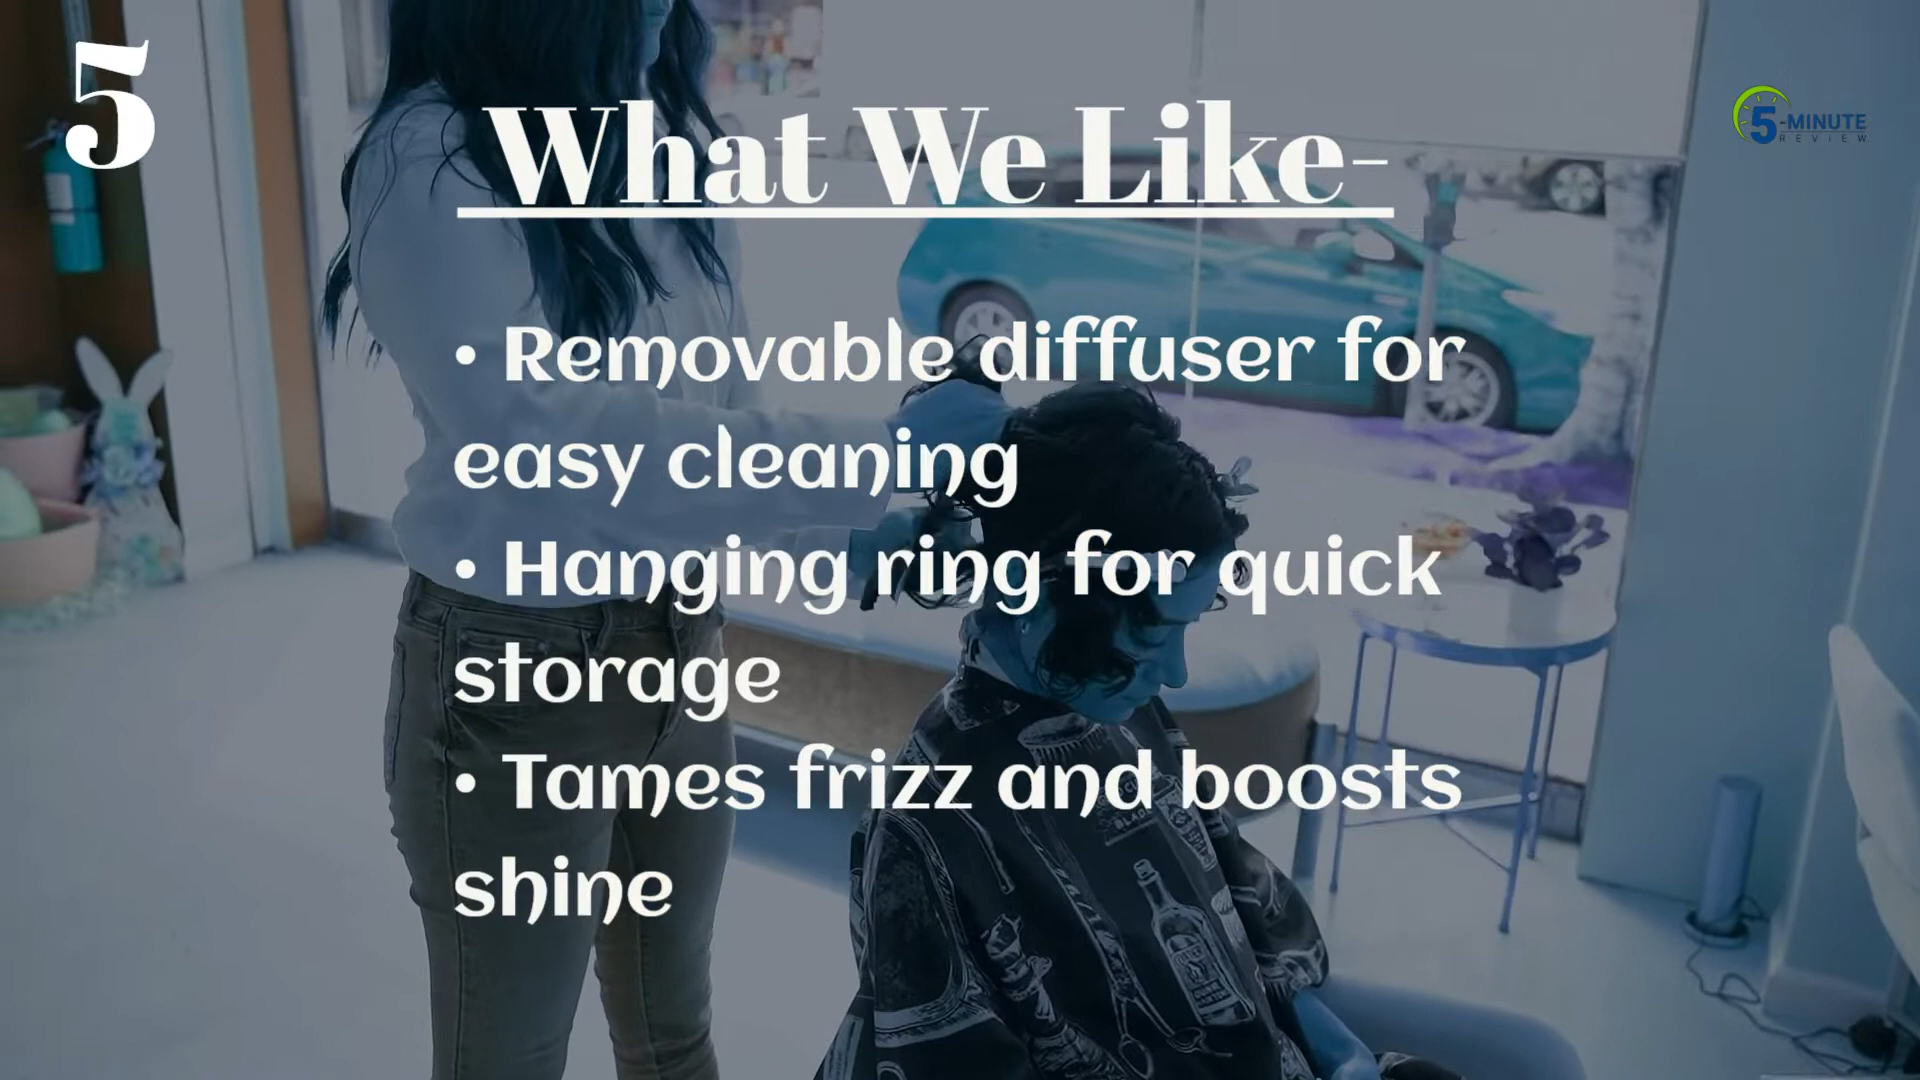 5
What We Like-
5-MINUTE
REVIEW
• Removable diffuser for
easy cleaning
• Hanging ring for quick
storage
• Tames frizz and boosts
shine